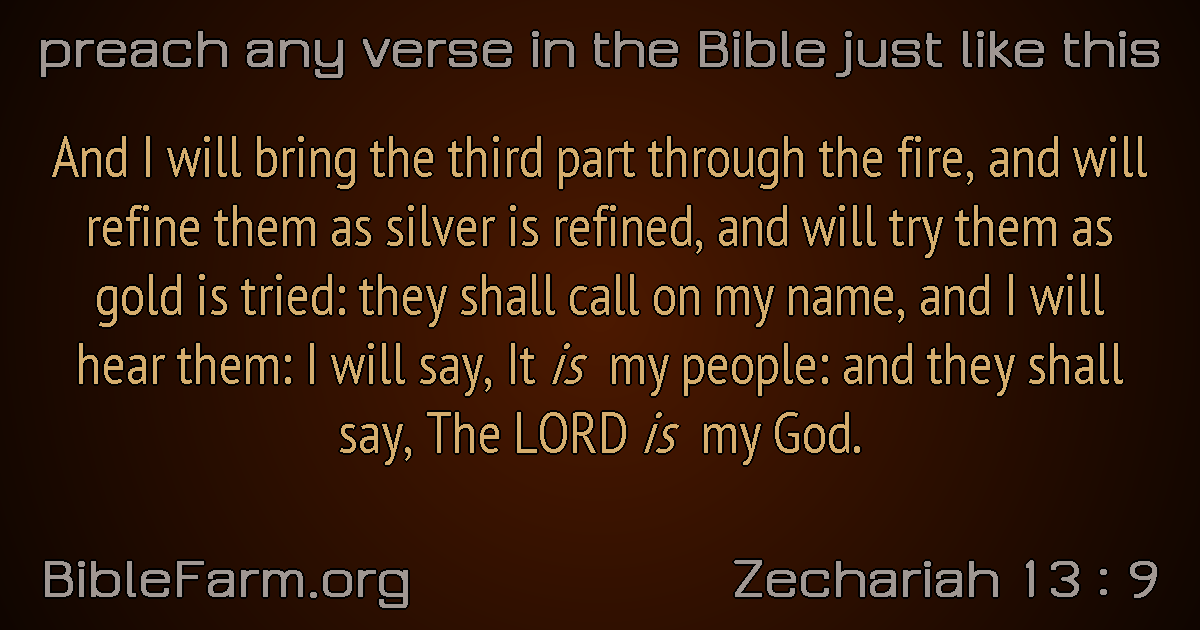 preach any verse in the Bible just like this
And I will bring the third part through the fire, and will
refine them as silver is refined, and will try them as
gold is tried: they shall call on my name, and I will
hear them: I will say, It is my people: and they shall
say, The LORD is my God.
BibleFarm.org
Zechariah 13 : 9